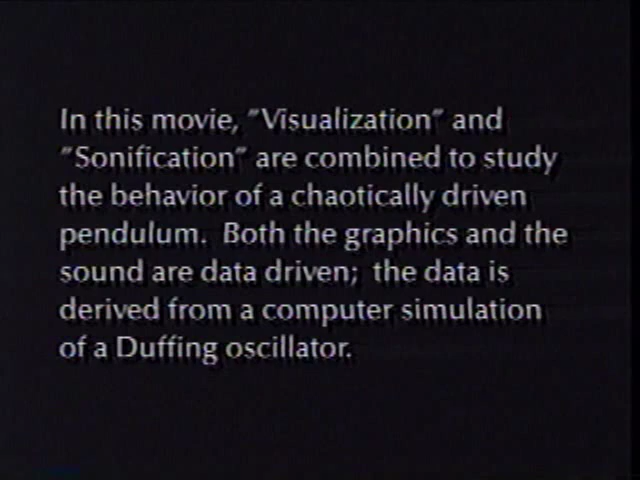 In this movie, "Visualization" and
"Sonification" are combined to study
the behavior of a chaotically driven
pendulum.  Both the graphics and the
sound are data driven;  the data is
derived from a computer simulation
of a Duffing oscillator.